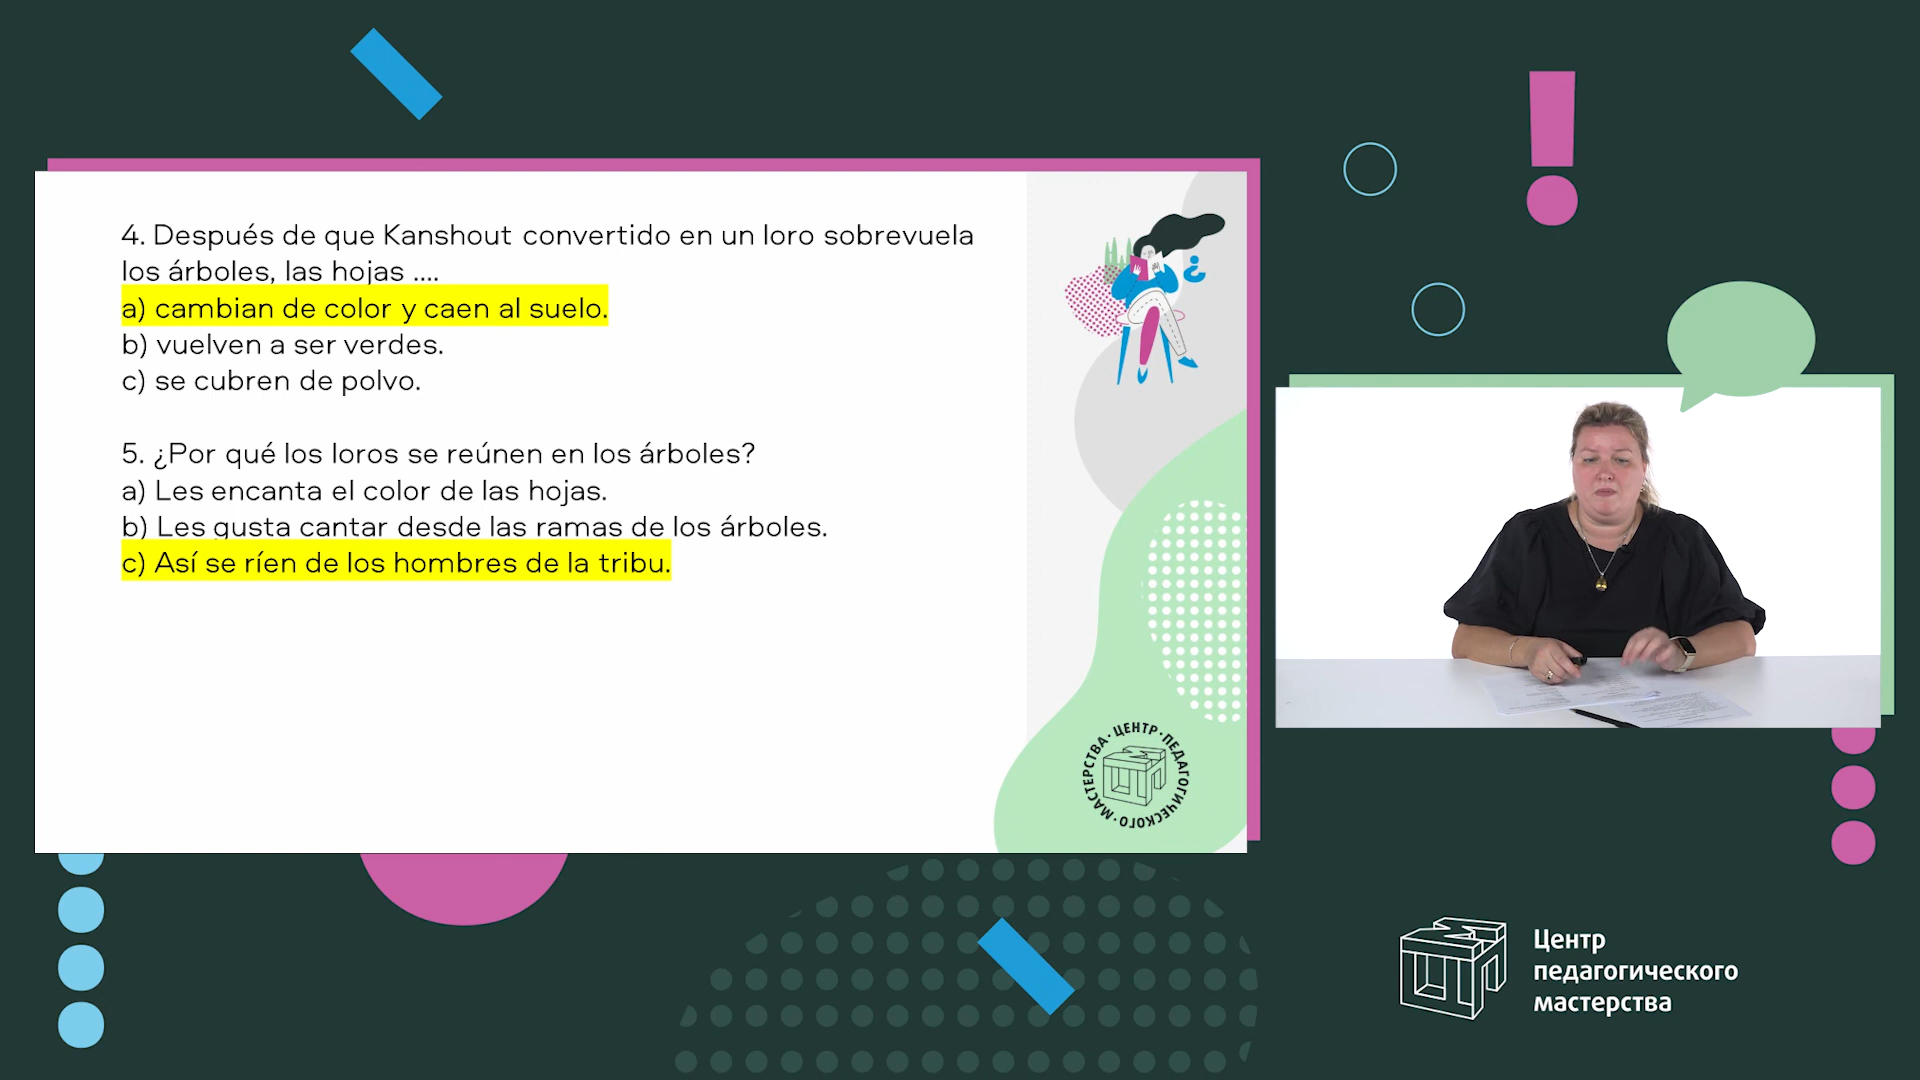 4. Después de que Kanshout convertido en un loro sobrevuela
los árboles, las hojas ....
a) cambian de color y caen al suelo.
b) vuelven a ser verdes.
c) se cubren de polvo.
5. ¿Por qué los loros se reúnen en los árboles?
a) Les encanta el color de las hojas.
b) Les gusta cantar desde las ramas de los árboles.
c) Así se ríen de los hombres de la tribu.
ЦЕНТР · ПЕДАГОГИЧЕСКОГО · МАСТЕРСТВА ·
Центр
педагогического
мастерства